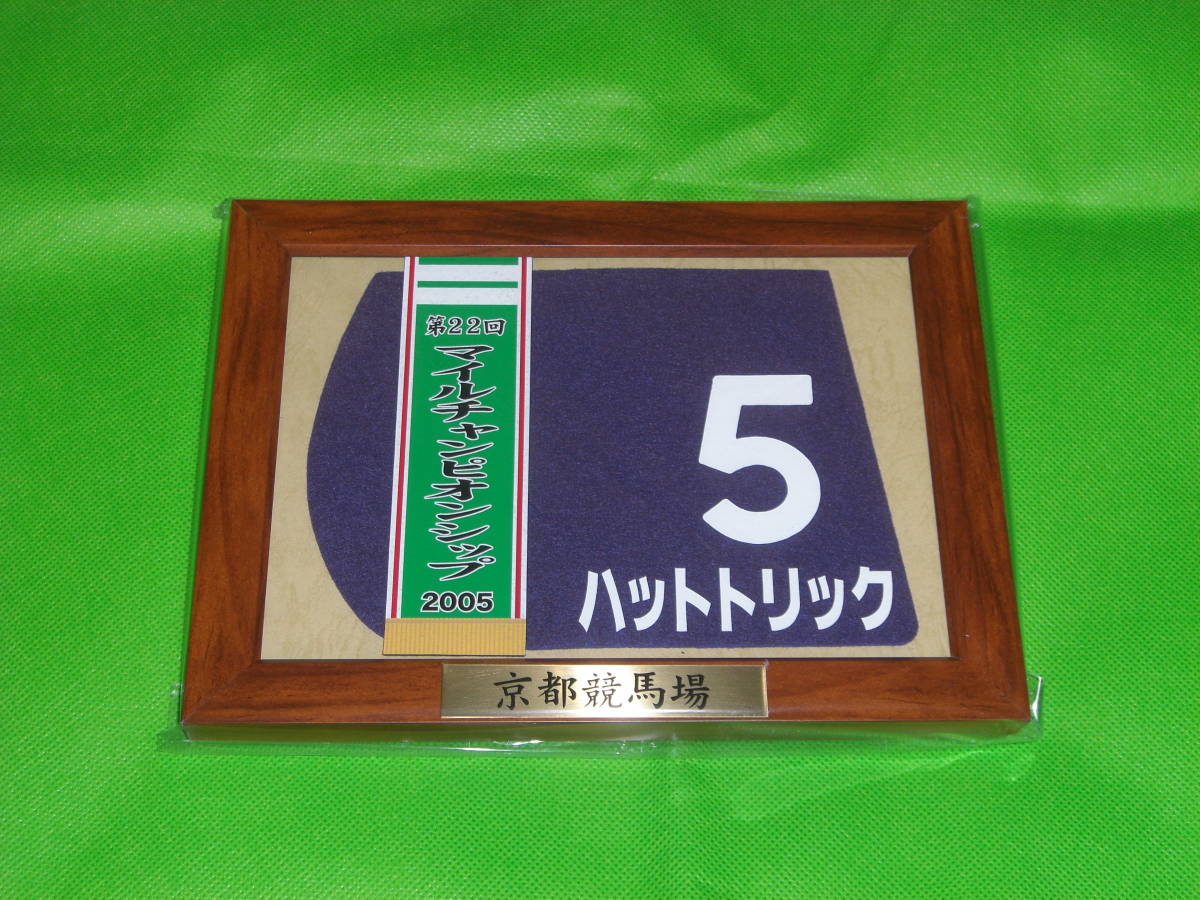 第22回
マイルチャンピオンシップ
2005
5
ハットトリック
京都競馬場